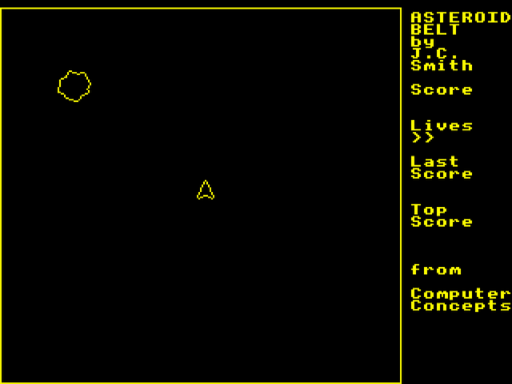 ASTEROID
BELT
by
J.C.
Smith
Score
Lives
>>
Last
Score
Top
Score
from
Computer
Concepts